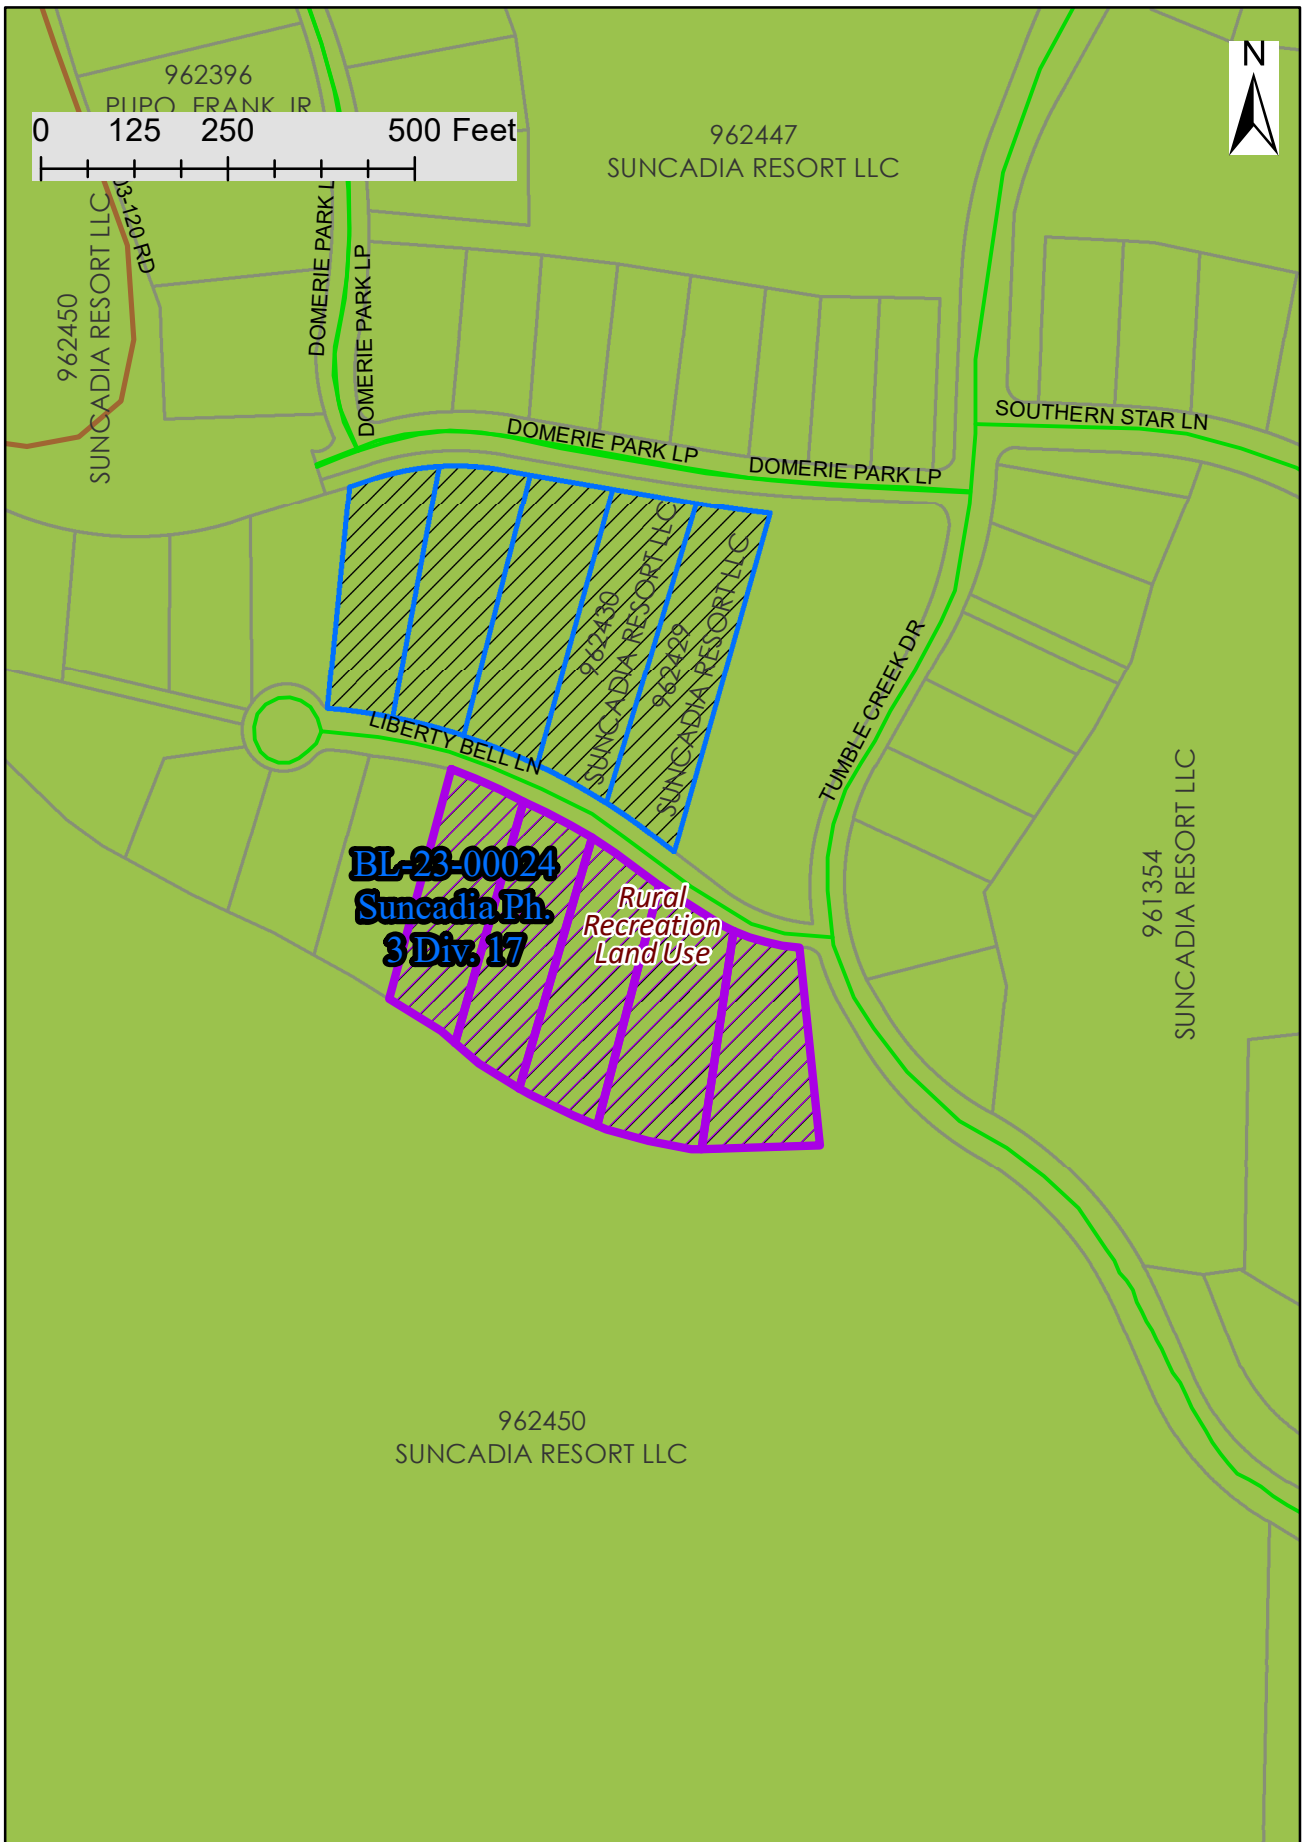 N
962396
PUPO FRANK JR
0 125 250 500 Feet
962447
SUNCADIA RESORT LLC
03-120 RD
962450
SUNCADIA RESORT LLC
DOMERIE PARK L
DOMERIE PARK LP
DOMERIE PARK LP
DOMERIE PARK LP
SOUTHERN STAR LN
962430
SUNCADIA RESORT LLC
962429
SUNCADIA RESORT LLC
TUMBLE CREEK DR
LIBERTY BELL LN
BL-23-00024
Suncadia Ph.
3 Div. 17
Rural
Recreation
Land Use
961354
SUNCADIA RESORT LLC
962450
SUNCADIA RESORT LLC